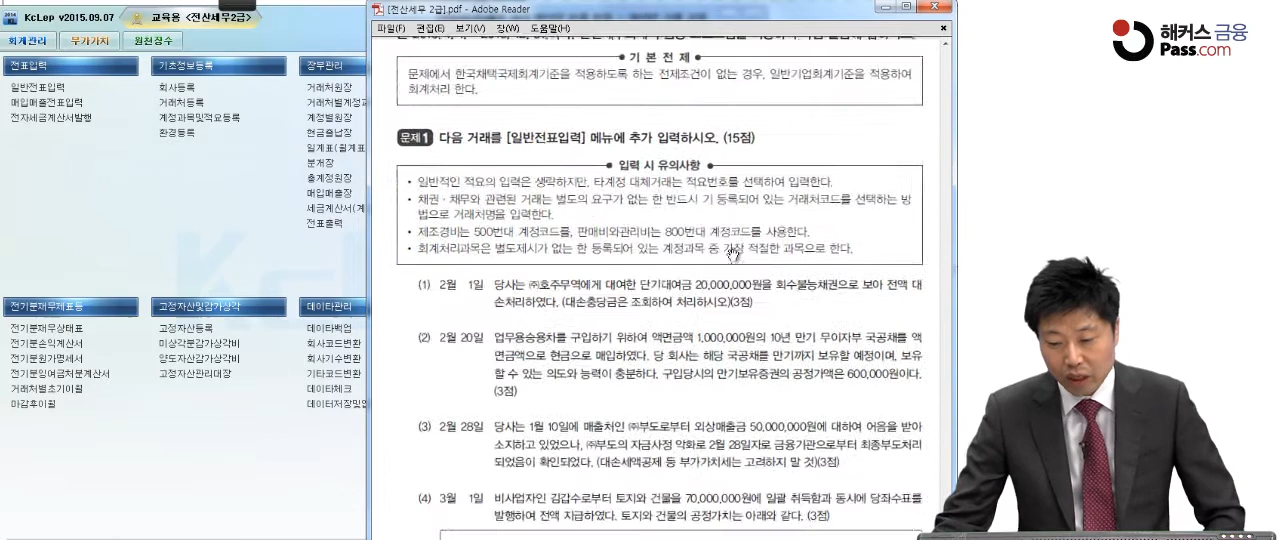 KcLep v2015.09.07
교육용 <전산세무2급>
회계관리
부가가치
원천징수
전표입력
일반전표입력
매입매출전표입력
전자세금계산서발행
기초정보등록
회사등록
거래처등록
계정과목및적요등록
환경등록
장부관리
거래처원장
거래처별계정과
계정별원장
현금출납장
일계표(월계표
분개장
총계정원장
매입매출장
세금계산서(계
전표출력
전기분재무제표등
전기분재무상태표
전기분손익계산서
전기분원가명세서
전기분잉여금처분계산서
거래처별초기이월
마감후이월
고정자산및감가상각
고정자산등록
미상각분감가상각비
양도자산감가상각비
고정자산관리대장
데이타관리
데이타백업
회사코드변환
회사기수변환
기타코드변환
데이타체크
데이터저장및압
[전산세무 2급].pdf - Adobe Reader
파일(F) 편집(E) 보기(V) 창(W) 도움말(H)
기 본 전 제
문제에서 한국채택국제회계기준을 적용하도록 하는 전제조건이 없는 경우, 일반기업회계기준을 적용하여
회계처리 한다.
문제1 다음 거래를 [일반전표입력] 메뉴에 추가 입력하시오. (15점)
입력 시 유의사항
• 일반적인 적요의 입력은 생략하지만, 타계정 대체거래는 적요번호를 선택하여 입력한다.
• 채권·채무와 관련된 거래는 별도의 요구가 없는 한 반드시 기 등록되어 있는 거래처코드를 선택하는 방
법으로 거래처명을 입력한다.
• 제조경비는 500번대 계정코드를, 판매비와관리비는 800번대 계정코드를 사용한다.
• 회계처리과목은 별도제시가 없는 한 등록되어 있는 계정과목 중 가장 적절한 과목으로 한다.
(1) 2월 1일 당사는 ㈜호주무역에게 대여한 단기대여금 20,000,000원을 회수불능채권으로 보아 전액 대
손처리하였다. (대손충당금은 조회하여 처리하시오)(3점)
(2) 2월 20일 업무용승용차를 구입하기 위하여 액면금액 1,000,000원의 10년 만기 무이자부 국공채를 액
면금액으로 현금으로 매입하였다. 당 회사는 해당 국공채를 만기까지 보유할 예정이며, 보유
할 수 있는 의도와 능력이 충분하다. 구입당시의 만기보유증권의 공정가액은 600,000원이다.
(3점)
(3) 2월 28일 당사는 1월 10일에 매출처인 ㈜부도로부터 외상매출금 50,000,000원에 대하여 어음을 받아
소지하고 있었으나, ㈜부도의 자금사정 악화로 2월 28일자로 금융기관으로부터 최종부도처리
되었음이 확인되었다. (대손세액공제 등 부가가치세는 고려하지 말 것)(3점)
(4) 3월 1일 비사업자인 김갑수로부터 토지와 건물을 70,000,000원에 일괄 취득함과 동시에 당좌수표를
발행하여 전액 지급하였다. 토지와 건물의 공정가치는 아래와 같다. (3점)
해커스 금융
Pass.com